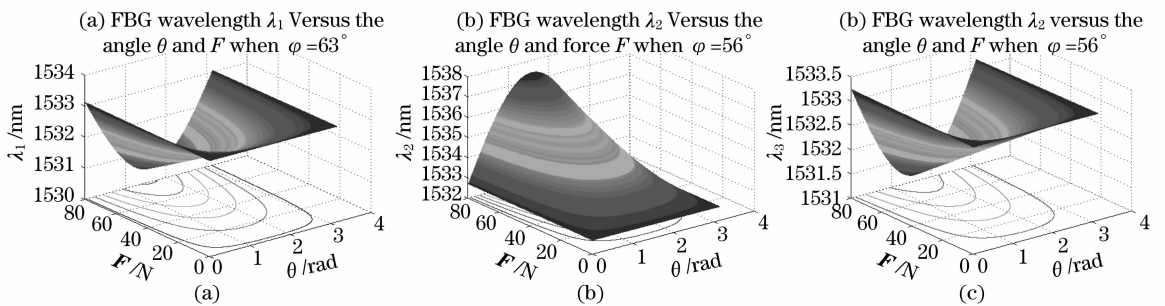 (a) FBG wavelength λ₁ Versus the
angle θ and F when φ=63°
(b) FBG wavelength λ₂ Versus the
angle θ and force F when φ=56°
(b) FBG wavelength λ₂ versus the
angle θ and F when φ=56°
1534
1533
1532
1531
1530
λ₁ /nm
80
60
40
20
0
F /N
0
1
2
3
4
θ /rad
(a)
1538
1537
1536
1535
1534
1533
1532
λ₂ /nm
80
60
40
20
0
F /N
0
1
2
3
4
θ /rad
(b)
1533.5
1533
1532.5
1532
1531.5
1531
λ₃ /nm
80
60
40
20
0
F /N
0
1
2
3
4
θ /rad
(c)